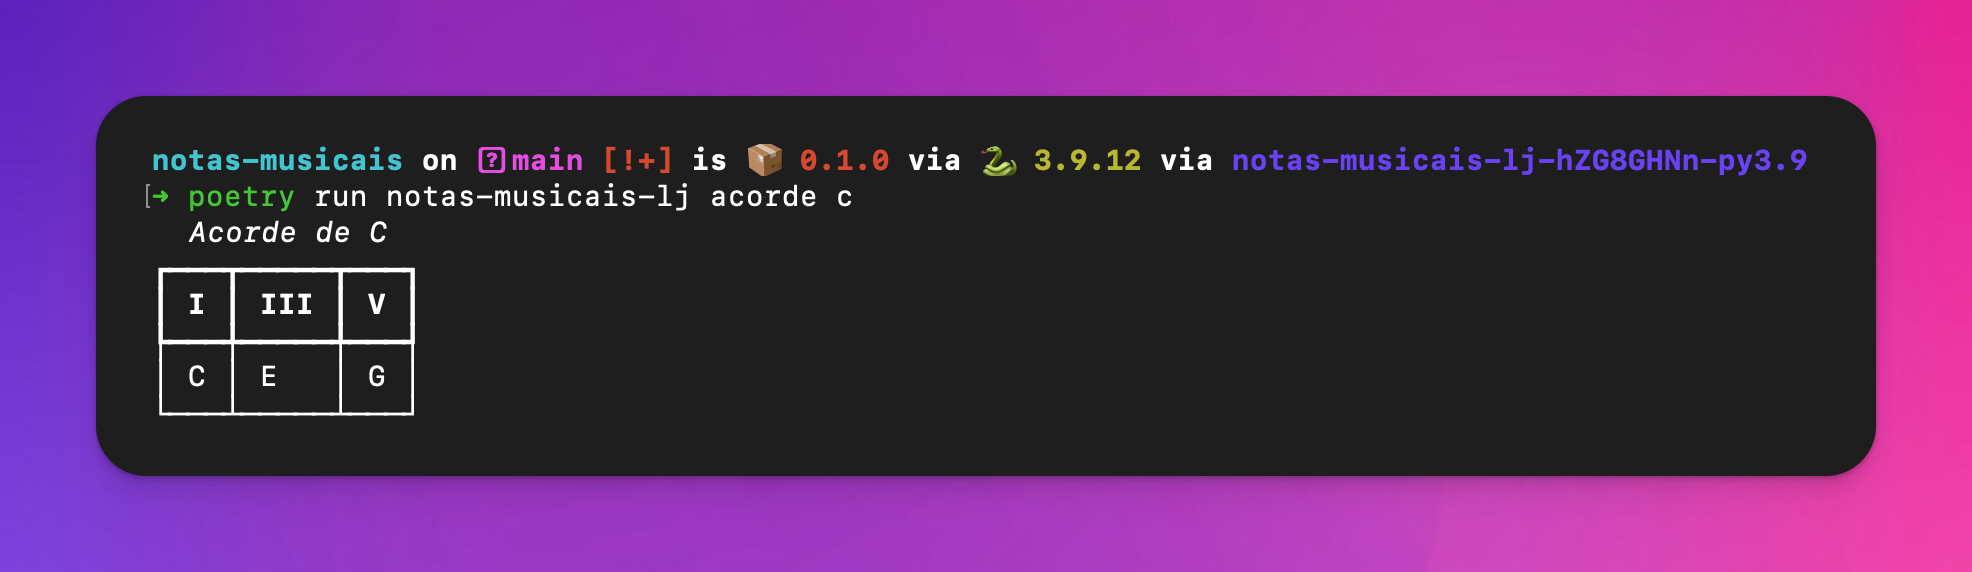 notas-musicais on main [!+] is 📦 0.1.0 via 🐍 3.9.12 via notas-musicais-lj-hZG8GHNn-py3.9
[➜ poetry run notas-musicais-lj acorde c
Acorde de C
I III V
C E G